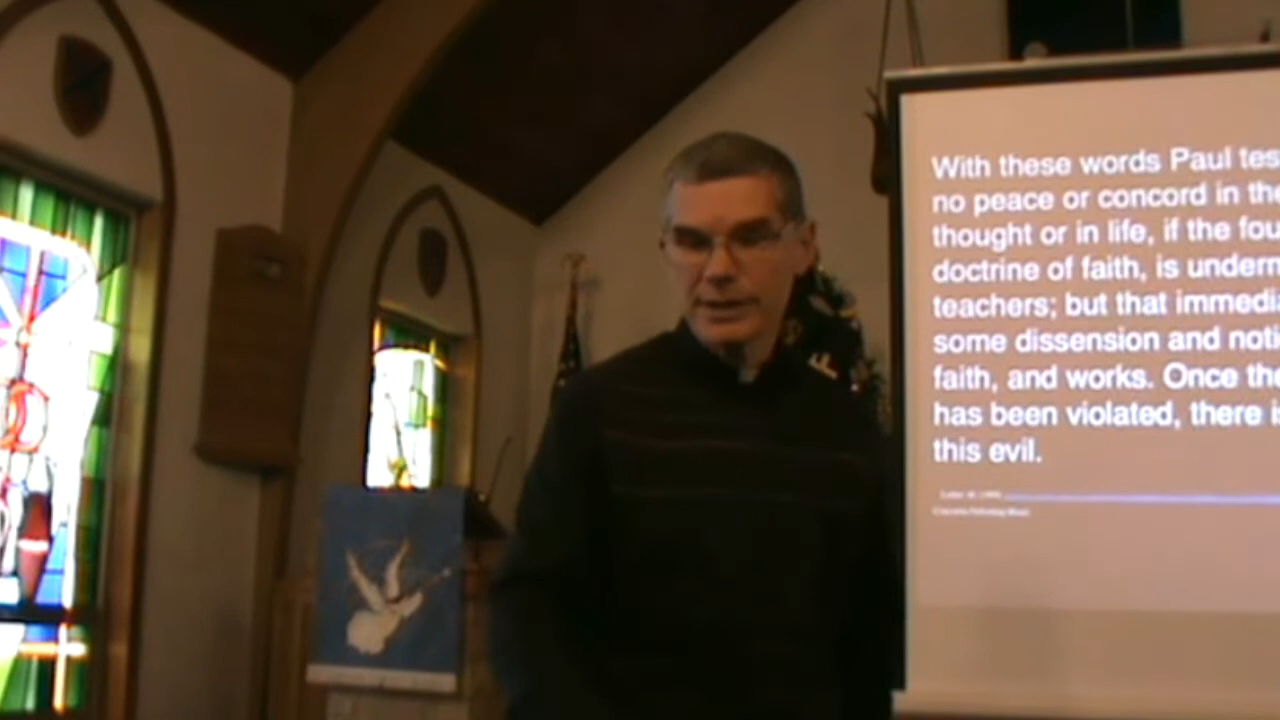 With these words Paul tes
no peace or concord in the
thought or in life, if the fou
doctrine of faith, is underm
teachers; but that immedi
some dissension and noti
faith, and works. Once the
has been violated, there is
this evil.